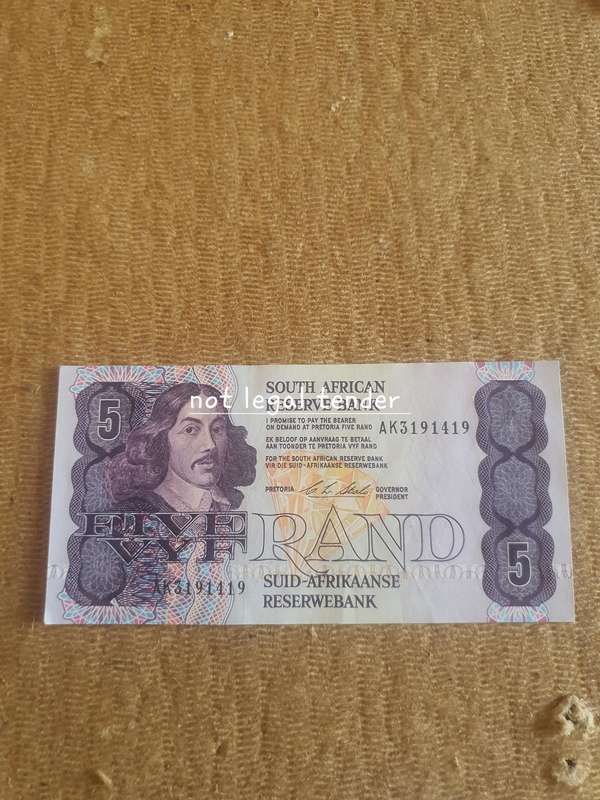 5
SOUTH AFRICAN
RESERVE BANK
not legal tender
I PROMISE TO PAY THE BEARER
ON DEMAND AT PRETORIA FIVE RAND
AK3191419
EK BELOOF OP AANVRAAG TE BETAAL
AAN TOONDER TE PRETORIA VYF RAND
FOR THE SOUTH AFRICAN RESERVE BANK
VIR DIE SUID-AFRIKAANSE RESERWEBANK
PRETORIA
GOVERNOR
PRESIDENT
FIVE
VYF
RAND
5
AK3191419
SUID-AFRIKAANSE
RESERWEBANK